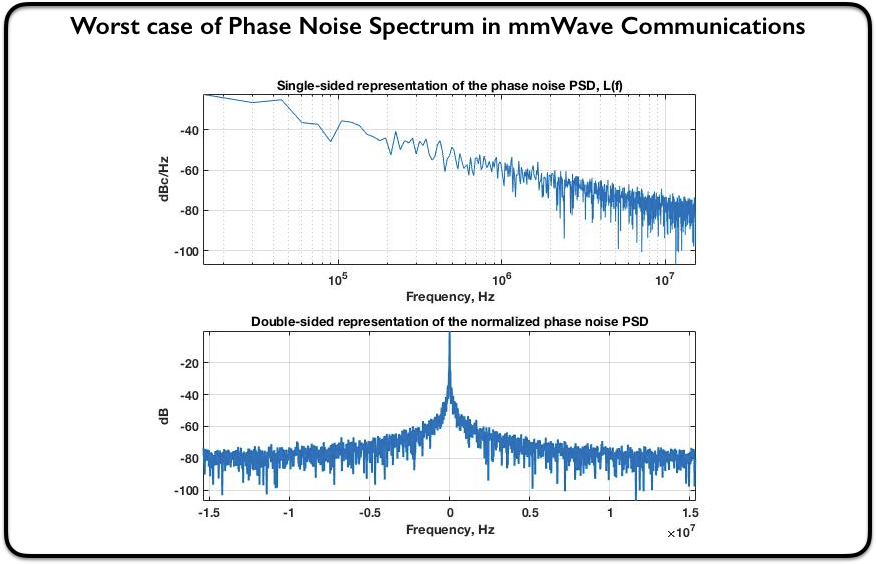 Worst case of Phase Noise Spectrum in mmWave Communications
Single-sided representation of the phase noise PSD, L(f)
-40
-60
-80
-100
dBc/Hz
10^5
10^6
10^7
Frequency, Hz
Double-sided representation of the normalized phase noise PSD
-20
-40
-60
-80
-100
dB
-1.5
-1
-0.5
0
0.5
1
1.5
×10^7
Frequency, Hz